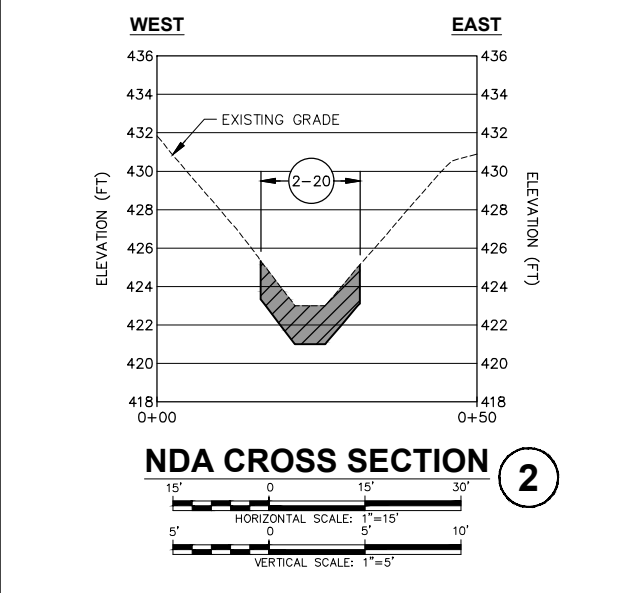 WEST EAST
436 436
434 434
432 EXISTING GRADE 432
430 2-20 430
428 428
ELEVATION (FT) ELEVATION (FT)
426 426
424 424
422 422
420 420
418 418
0+00 0+50
NDA CROSS SECTION 2
15' 0 15' 30'
HORIZONTAL SCALE: 1"=15'
5' 0 5' 10'
VERTICAL SCALE: 1"=5'